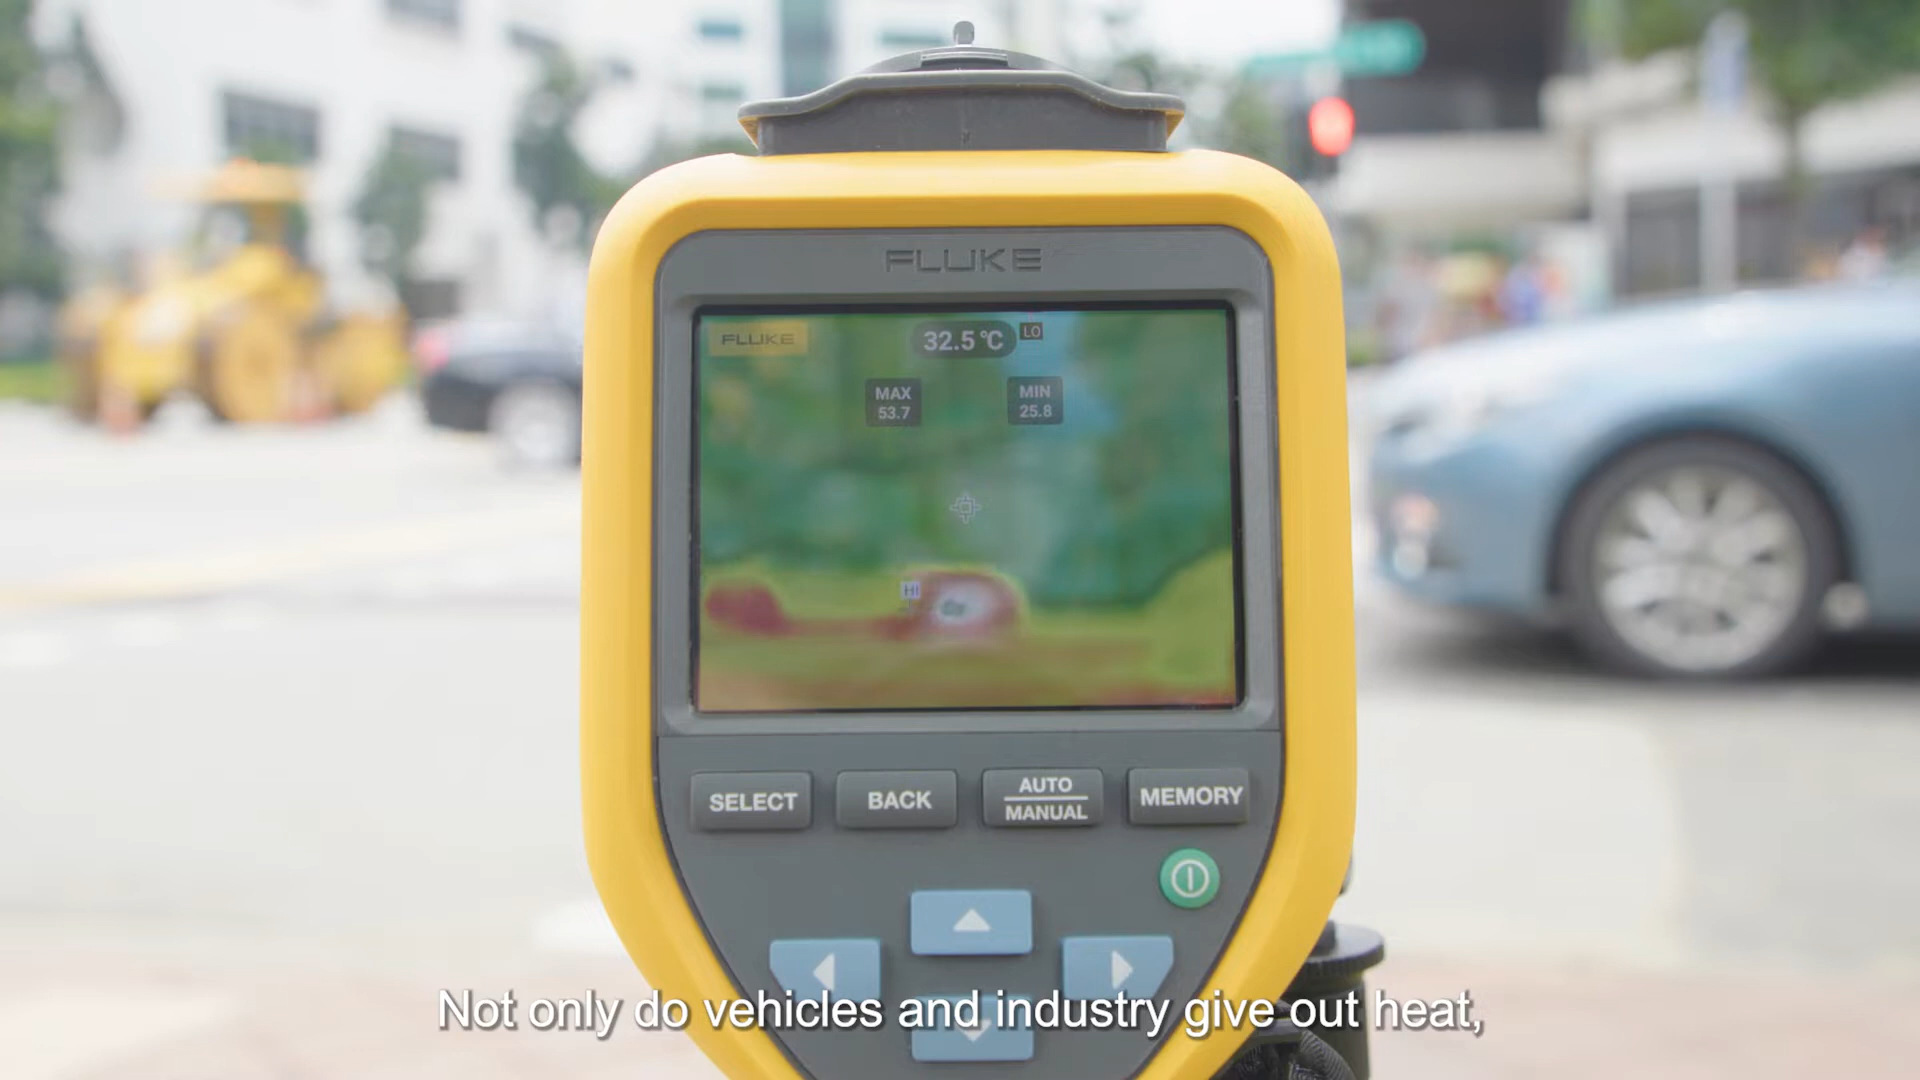 FLUKE
FLUKE
32.5 °C
LO
MAX
53.7
MIN
25.8
HI
SELECT
BACK
AUTO
MANUAL
MEMORY
Not only do vehicles and industry give out heat,